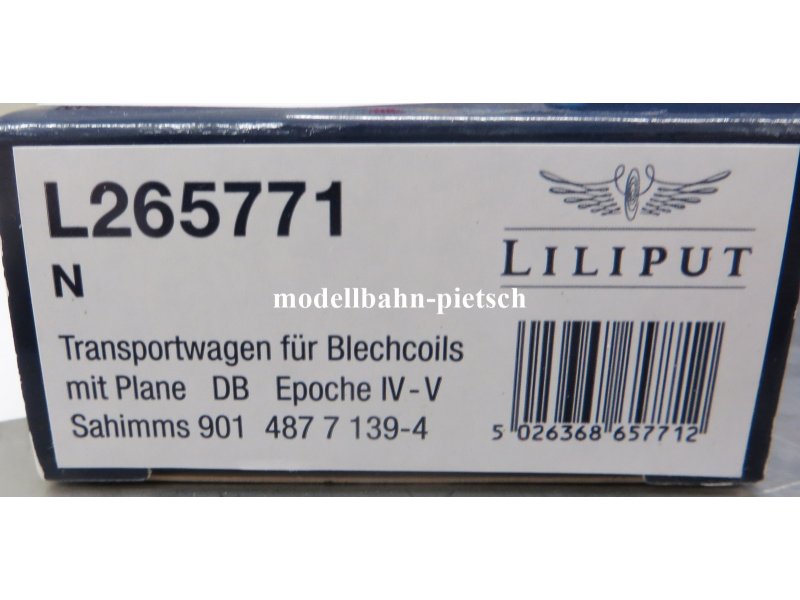 L265771
N
LILIPUT
modellbahn-pietsch
Transportwagen für Blechcoils
mit Plane DB Epoche IV-V
Sahimms 901 487 7 139-4
5 026368 657712